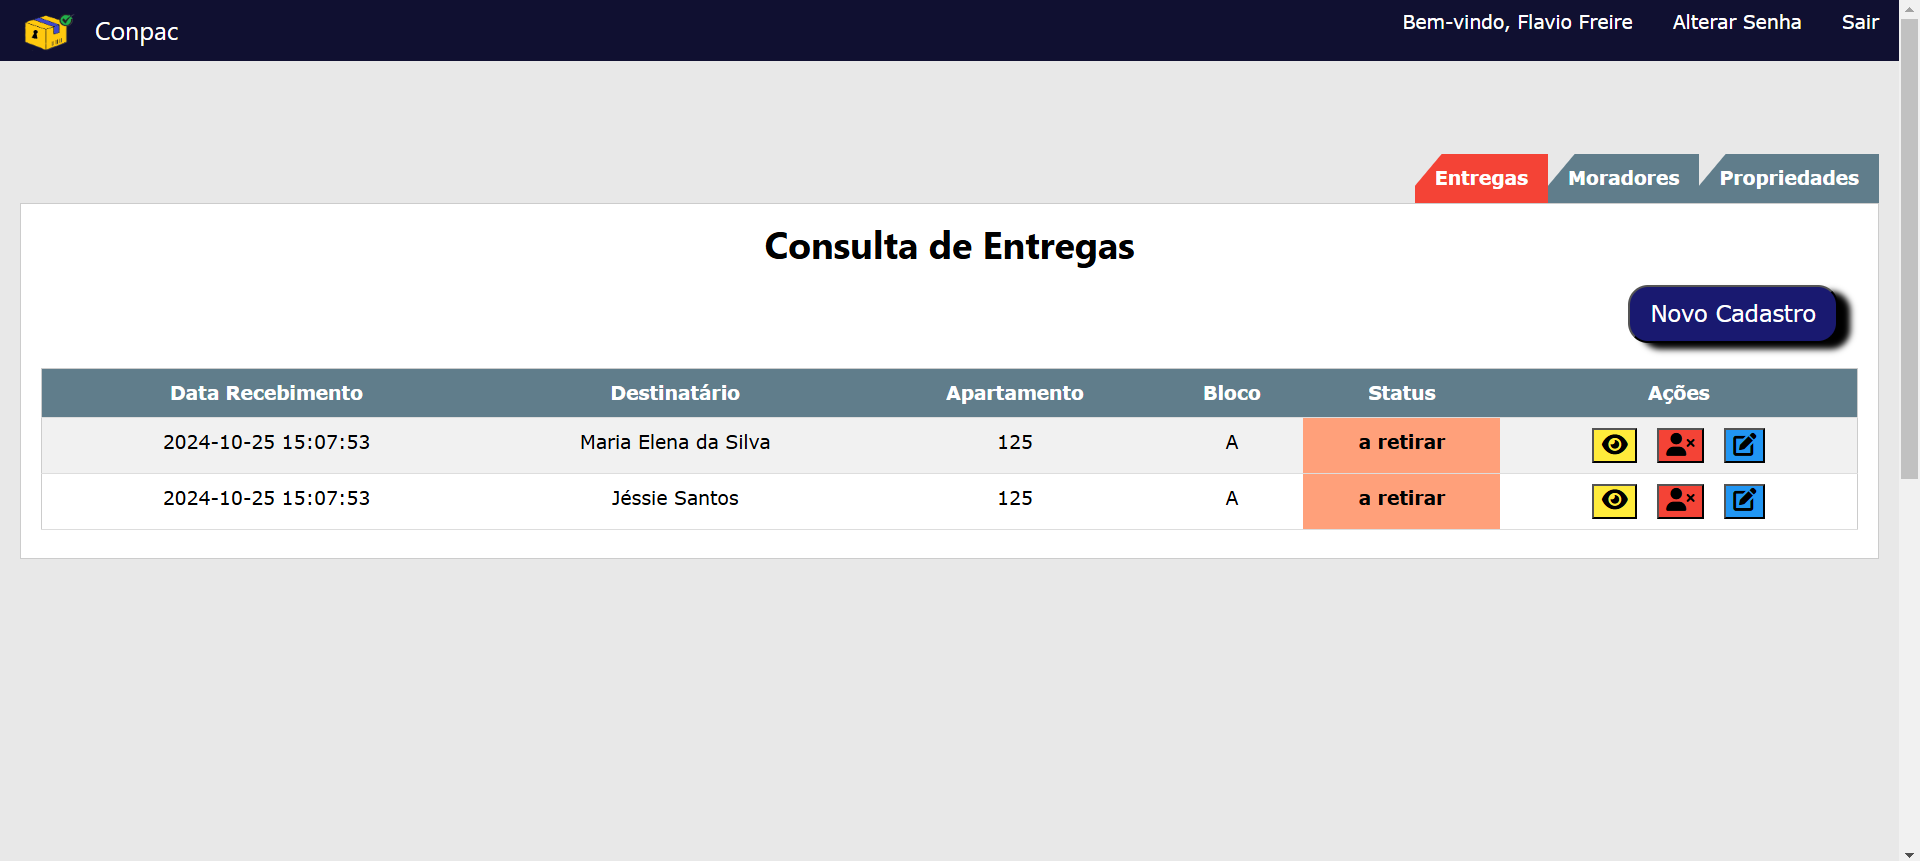 Conpac
Bem-vindo, Flavio Freire Alterar Senha Sair
Entregas Moradores Propriedades
Consulta de Entregas
Novo Cadastro
Data Recebimento Destinatário Apartamento Bloco Status Ações
2024-10-25 15:07:53 Maria Elena da Silva 125 A a retirar
2024-10-25 15:07:53 Jéssie Santos 125 A a retirar